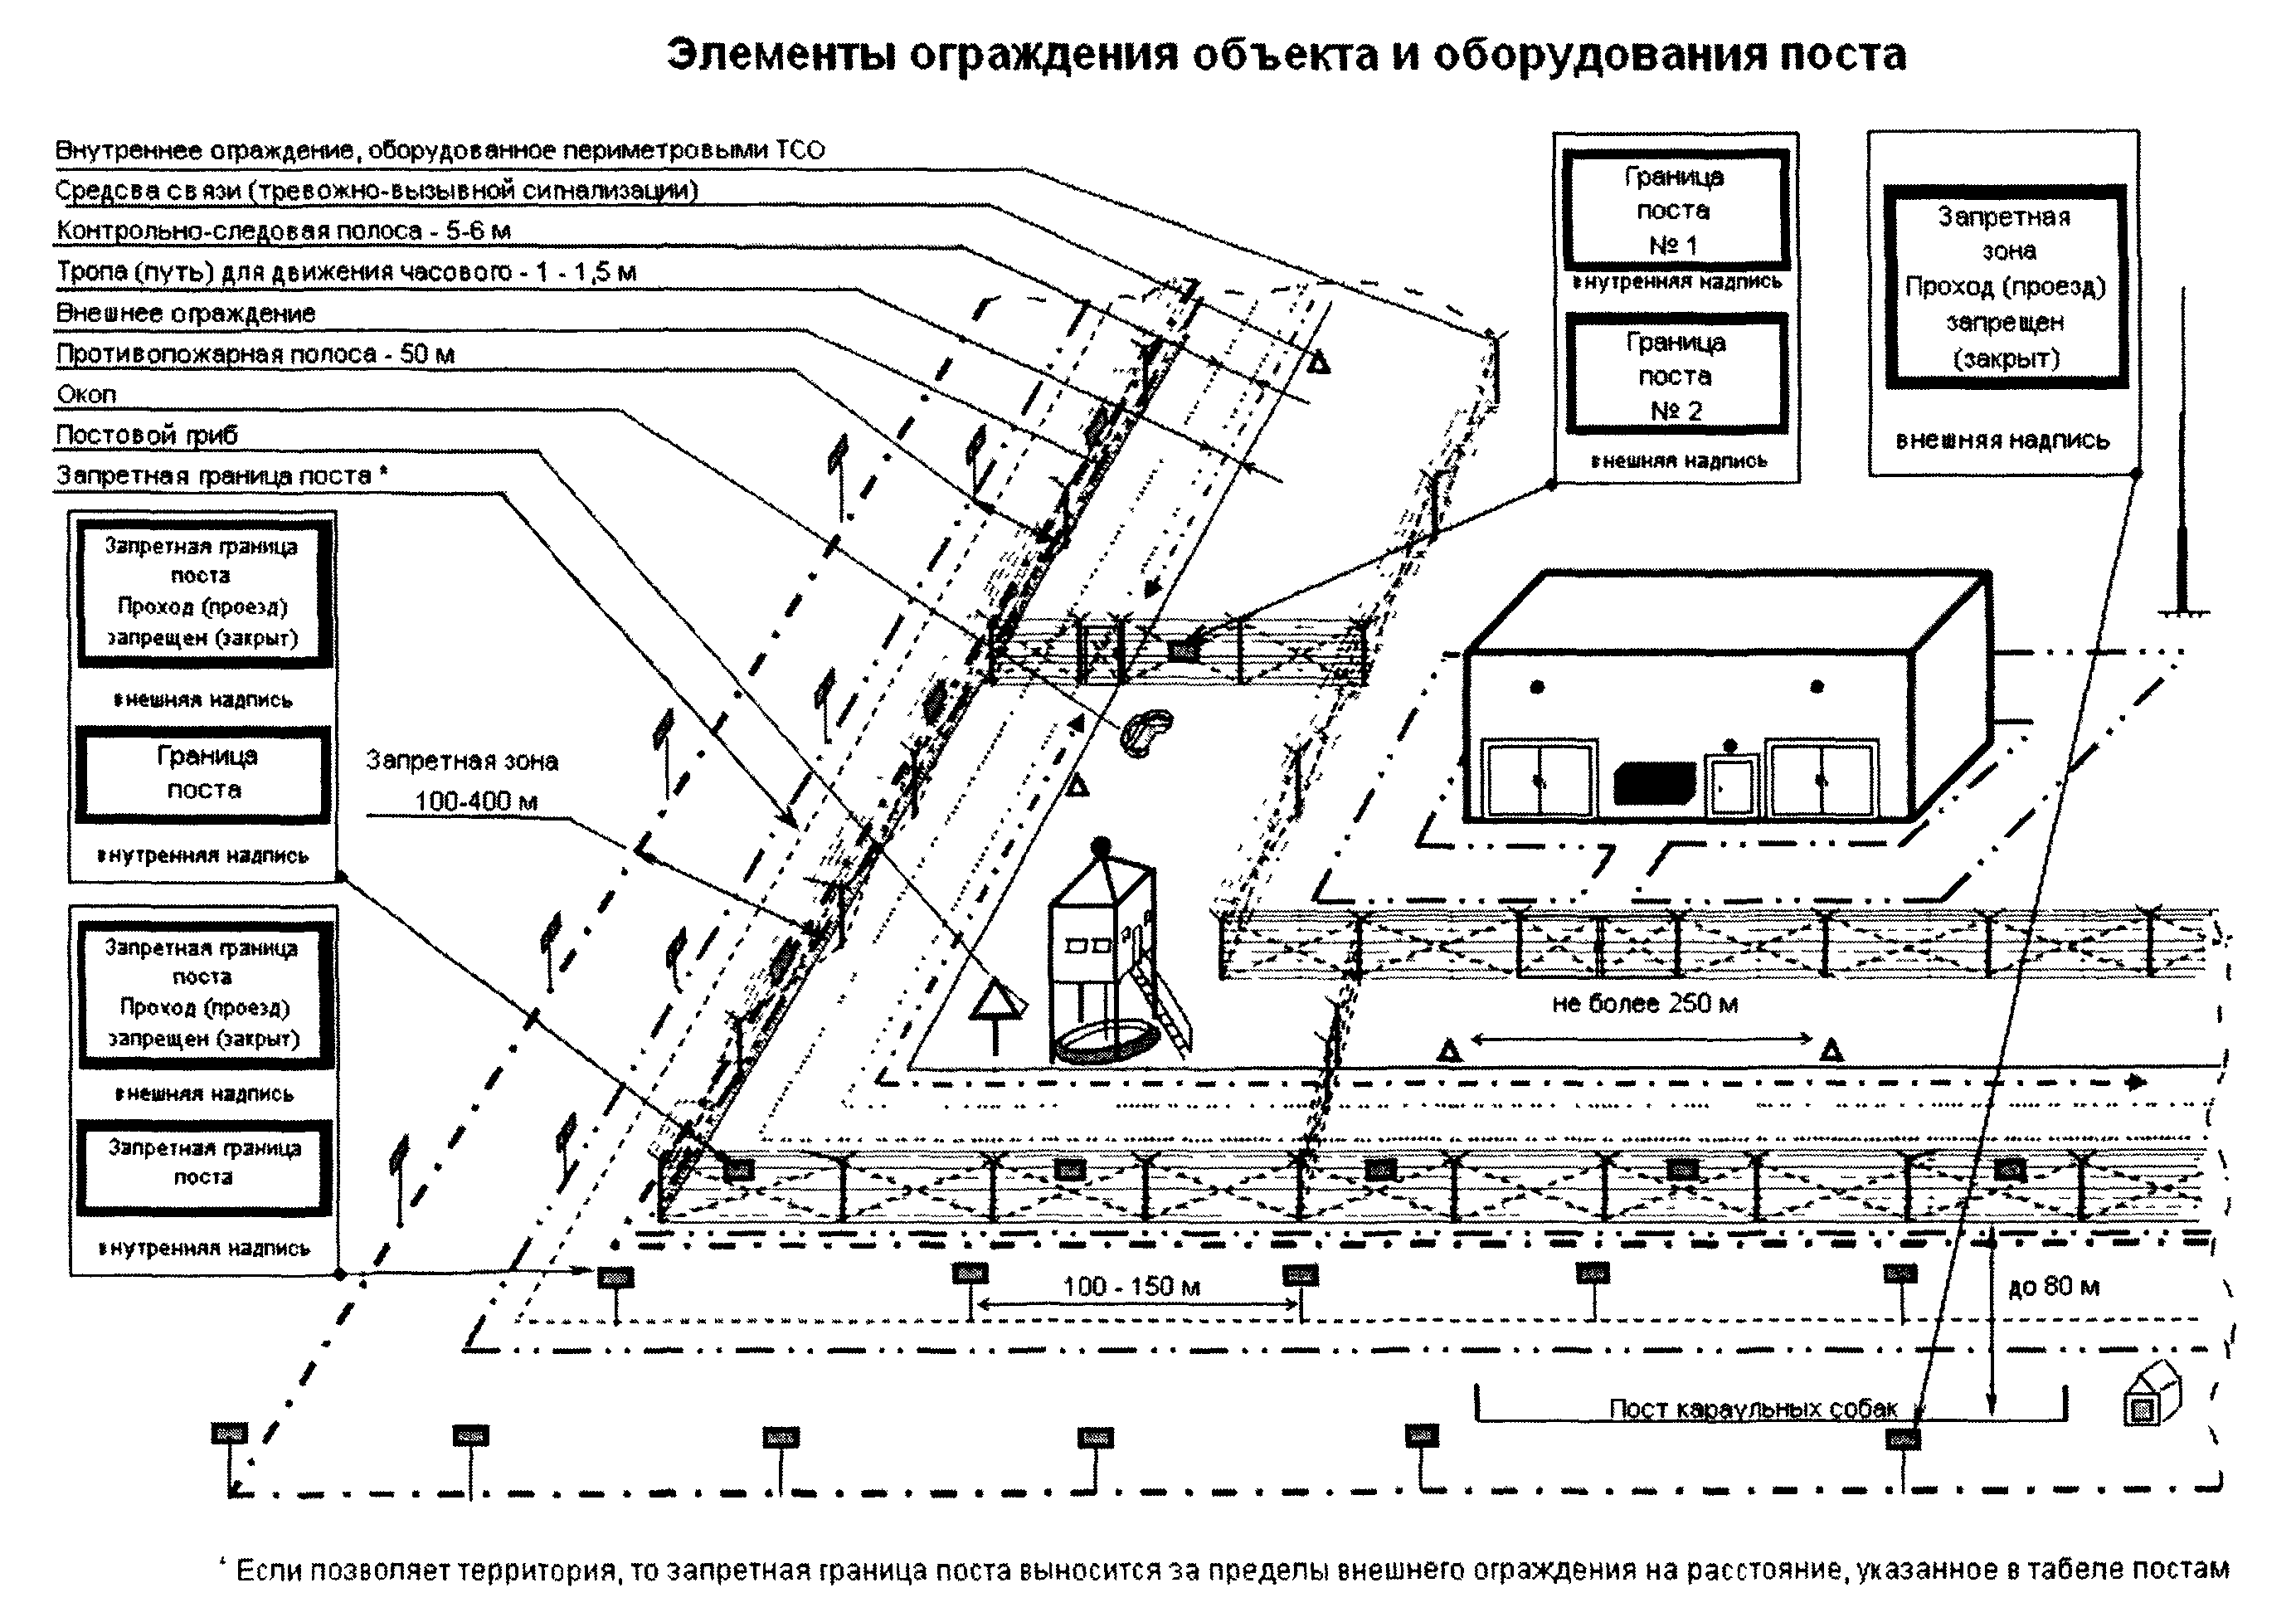 Элементы ограждения объекта и оборудования поста
Внутреннее ограждение, оборудованное периметровыми ТСО
Средсва связи (тревожно-вызывной сигнализации)
Контрольно-следовая полоса - 5-6 м
Тропа (путь) для движения часового - 1 - 1,5 м
Внешнее ограждение
Противопожарная полоса - 50 м
Окоп
Постовой гриб
Запретная граница поста *
Граница
поста
№ 1
внутренняя надпись
Граница
поста
№ 2
внешняя надпись
Запретная
зона
Проход (проезд)
запрещен
(закрыт)
внешняя надпись
Запретная граница
поста
Проход (проезд)
запрещен (закрыт)
внешняя надпись
Граница
поста
внутренняя надпись
Запретная зона
100-400 м
Запретная граница
поста
Проход (проезд)
запрещен (закрыт)
внешняя надпись
Запретная граница
поста
внутренняя надпись
не более 250 м
100 - 150 м
до 80 м
Пост караульных собак
* Если позволяет территория, то запретная граница поста выносится за пределы внешнего ограждения на расстояние, указанное в табеле постам